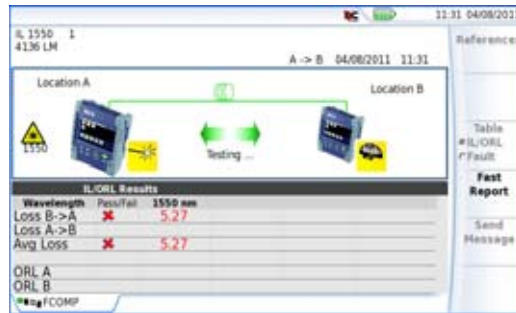 11:31 04/08/2011
IL 1550 1
4136 LM
A -> B 04/08/2011 11:31
References
Location A
Location B
1550
Testing ...
Table
IL/ORL
Fault
Fast
Report
Send
Message
IL/ORL Results
Wavelength Pass/Fail 1550 nm
Loss B->A 5.27
Loss A->B
Avg Loss 5.27
ORL A
ORL B
FCOMP